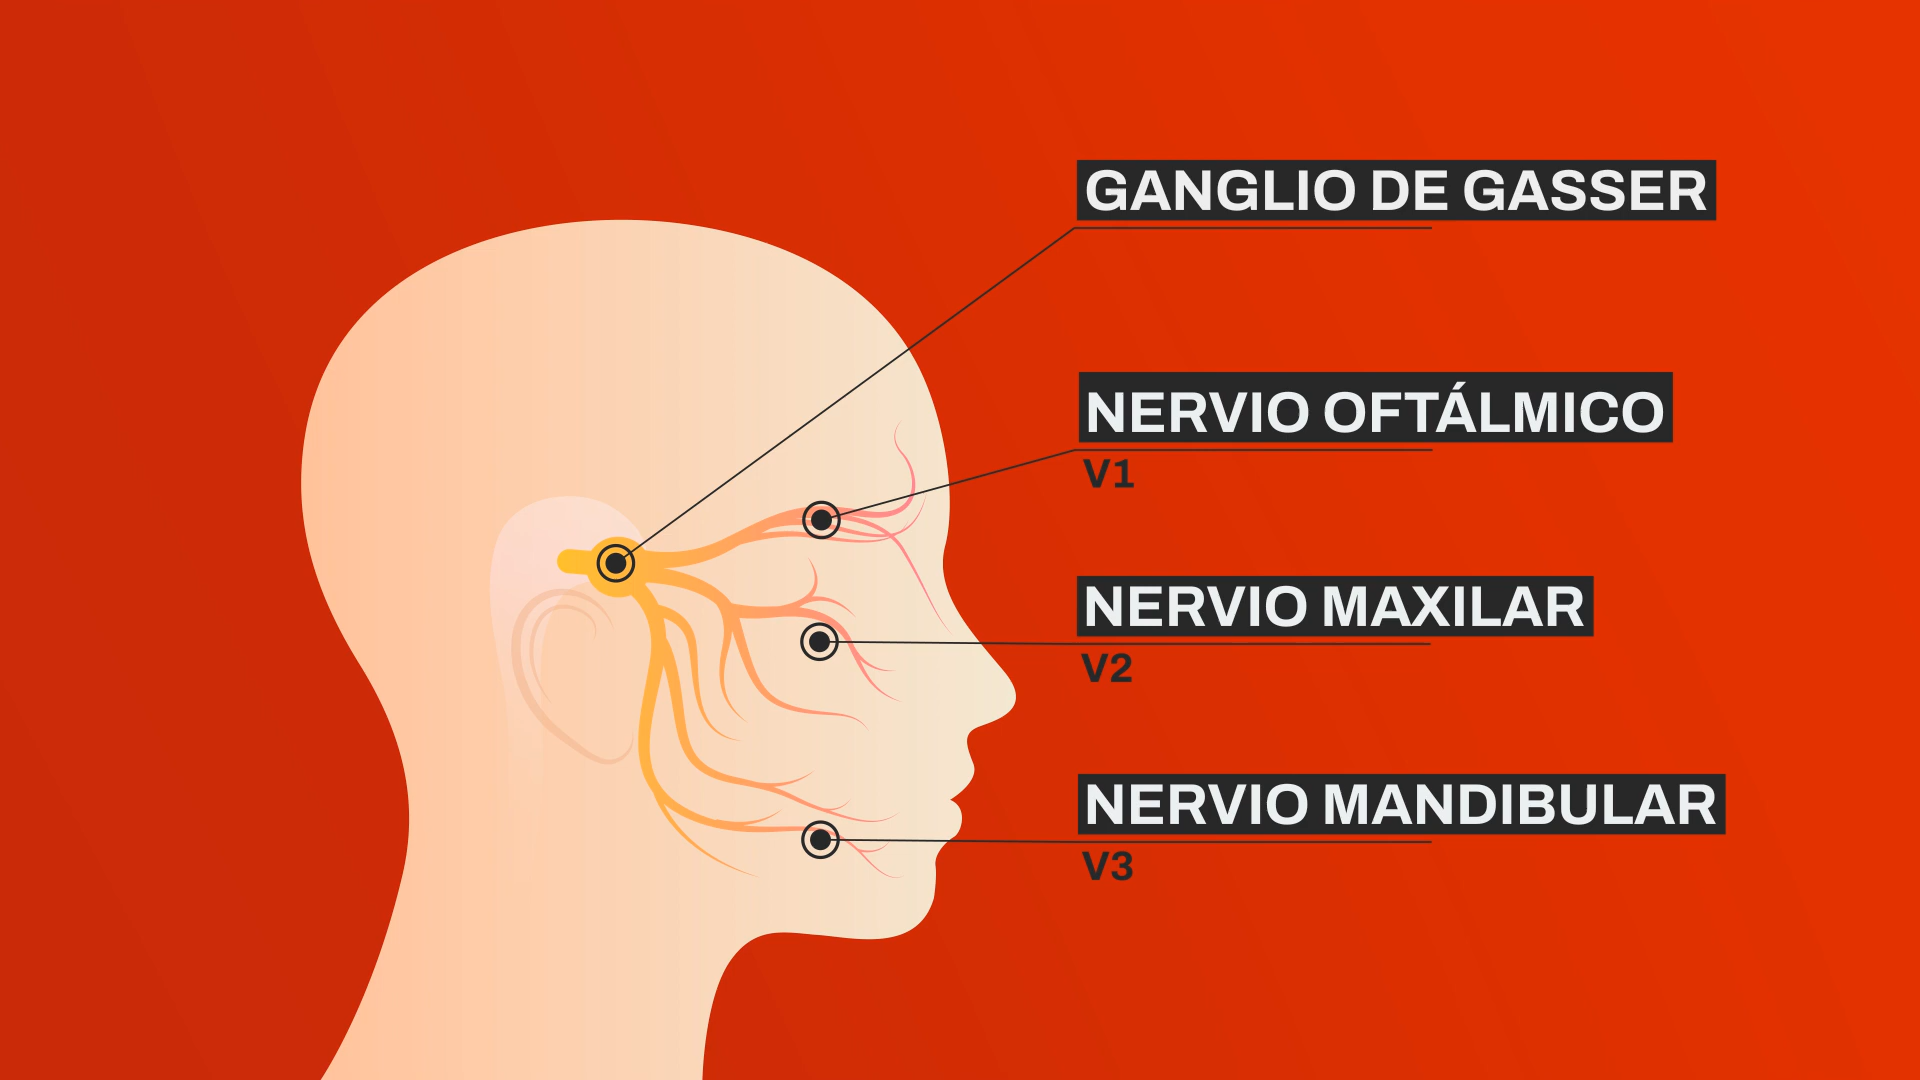 GANGLIO DE GASSER
NERVIO OFTÁLMICO
V1
NERVIO MAXILAR
V2
NERVIO MANDIBULAR
V3